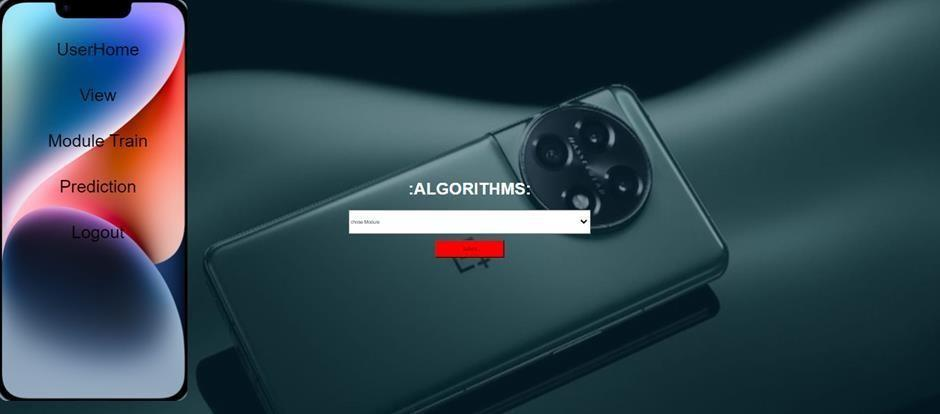 UserHome
View
Module Train
Prediction
Logout
:ALGORITHMS: